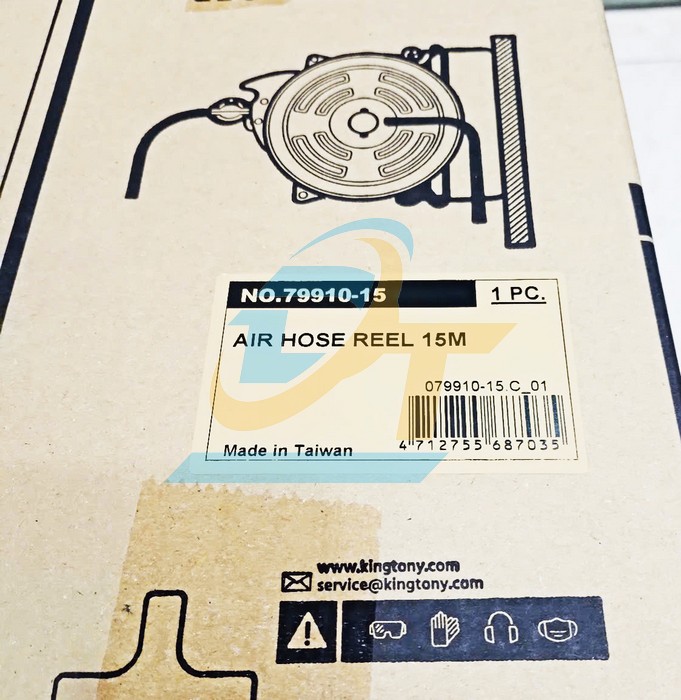 NO.79910-15 1 PC.
AIR HOSE REEL 15M
079910-15.C_01
4 712755 687035
Made in Taiwan
www.kingtony.com
service@kingtony.com
DT